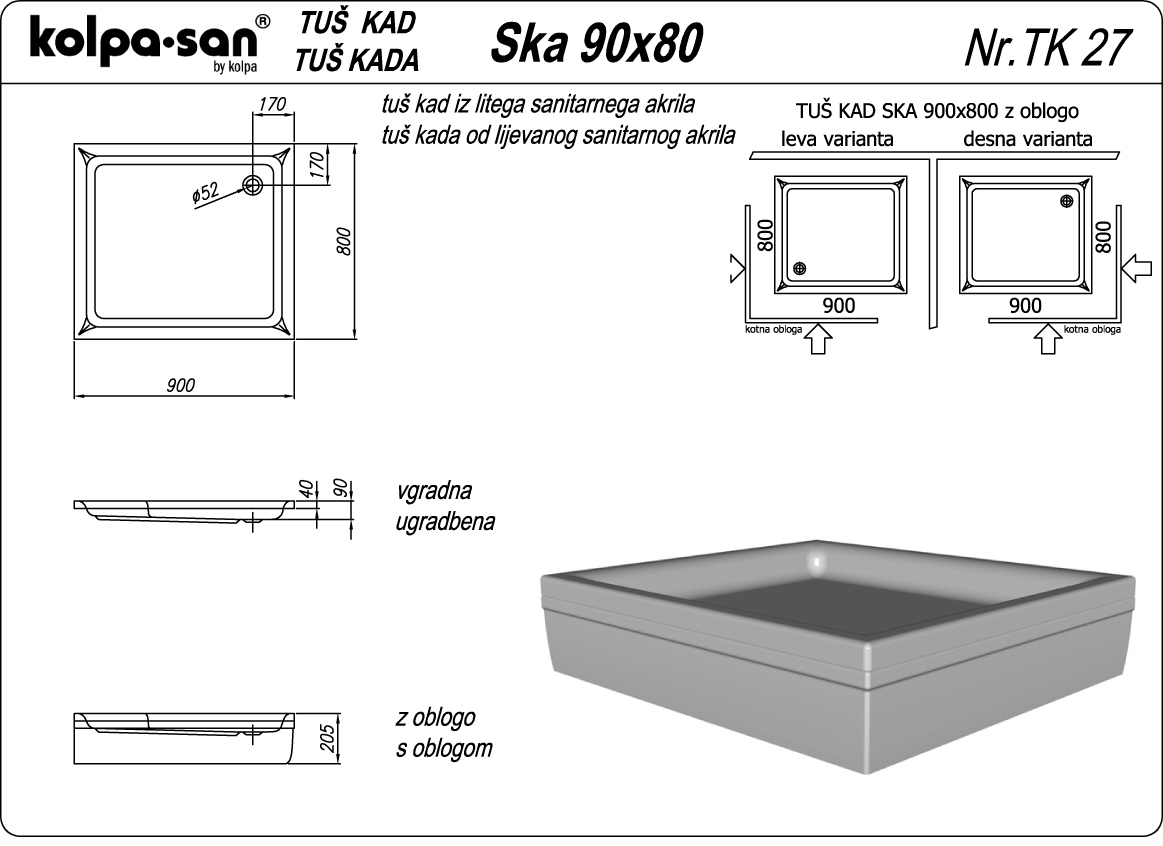 kolpa·san®
by kolpa
TUŠ KAD
TUŠ KADA
Ska 90x80
Nr.TK 27
tuš kad iz litega sanitarnega akrila
tuš kada od lijevanog sanitarnog akrila
170
170
ø52
800
900
TUŠ KAD SKA 900x800 z oblogo
leva varianta
desna varianta
800
900
kotna obloga
800
900
kotna obloga
40
90
vgradna
ugradbena
205
z oblogo
s oblogom